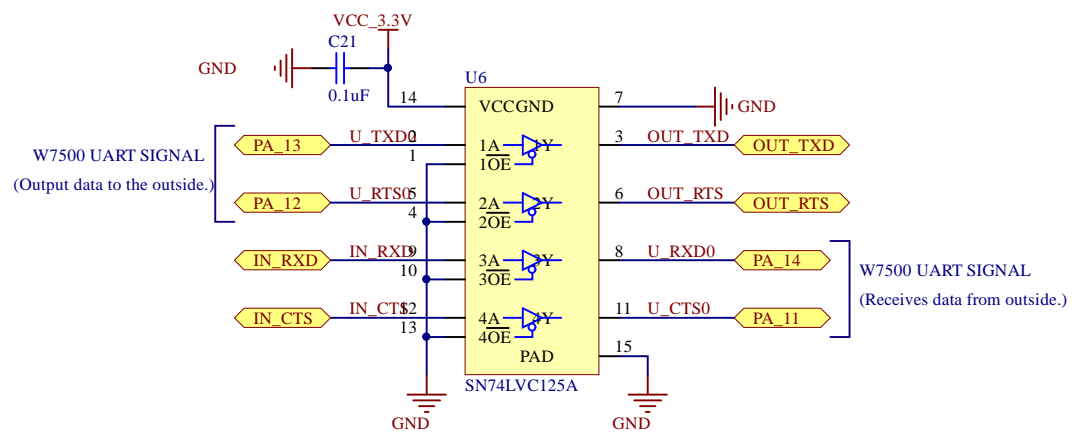 VCC_3.3V
C21
GND
0.1uF
U6
14
VCC
GND
7
GND
W7500 UART SIGNAL
(Output data to the outside.)
PA_13
U_TXD0
2
1A
1Y
3
OUT_TXD
OUT_TXD
1
1OE
PA_12
U_RTS0
5
2A
2Y
6
OUT_RTS
OUT_RTS
4
2OE
IN_RXD
IN_RXD
9
3A
3Y
8
U_RXD0
PA_14
10
3OE
W7500 UART SIGNAL
(Receives data from outside.)
IN_CTS
IN_CTS
12
4A
4Y
11
U_CTS0
PA_11
13
4OE
PAD
15
SN74LVC125A
GND
GND